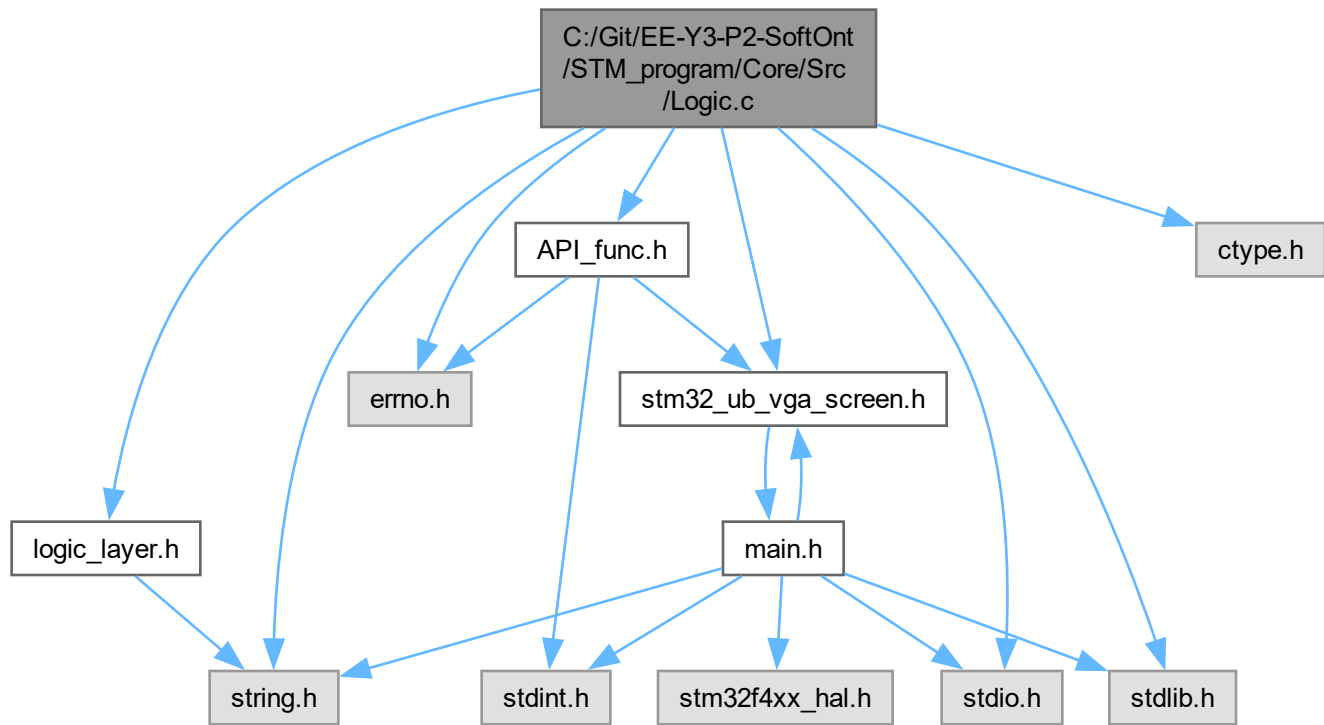 C:/Git/EE-Y3-P2-SoftOnt
/STM_program/Core/Src
/Logic.c
API_func.h
ctype.h
errno.h
stm32_ub_vga_screen.h
logic_layer.h
main.h
string.h
stdint.h
stm32f4xx_hal.h
stdio.h
stdlib.h